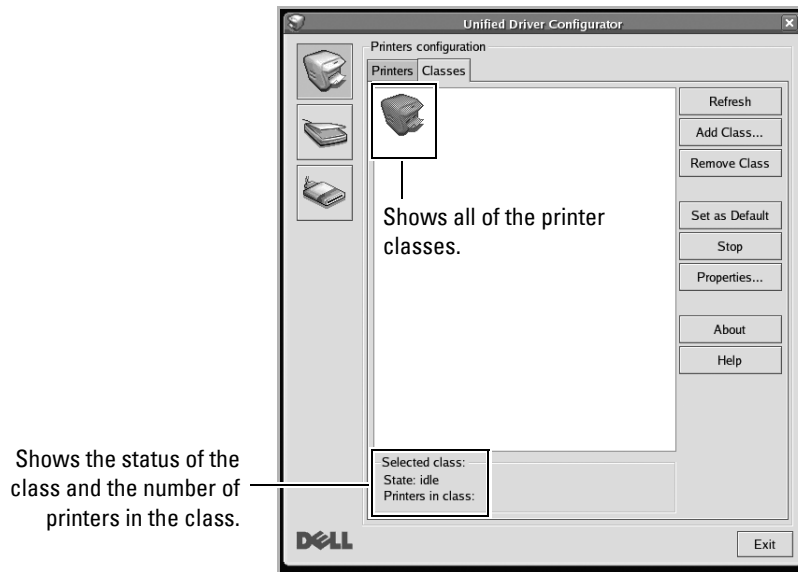 Unified Driver Configurator
Printers configuration
Printers Classes
Refresh
Add Class...
Remove Class
Shows all of the printer
classes.
Set as Default
Stop
Properties...
About
Help
Shows the status of the
class and the number of
printers in the class.
Selected class:
State: idle
Printers in class:
DELL
Exit